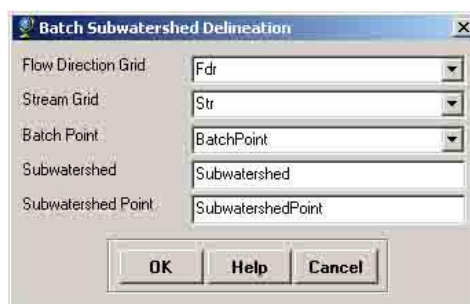 Batch Subwatershed Delineation
Flow Direction Grid Fdr
Stream Grid Str
Batch Point BatchPoint
Subwatershed Subwatershed
Subwatershed Point SubwatershedPoint
OK Help Cancel